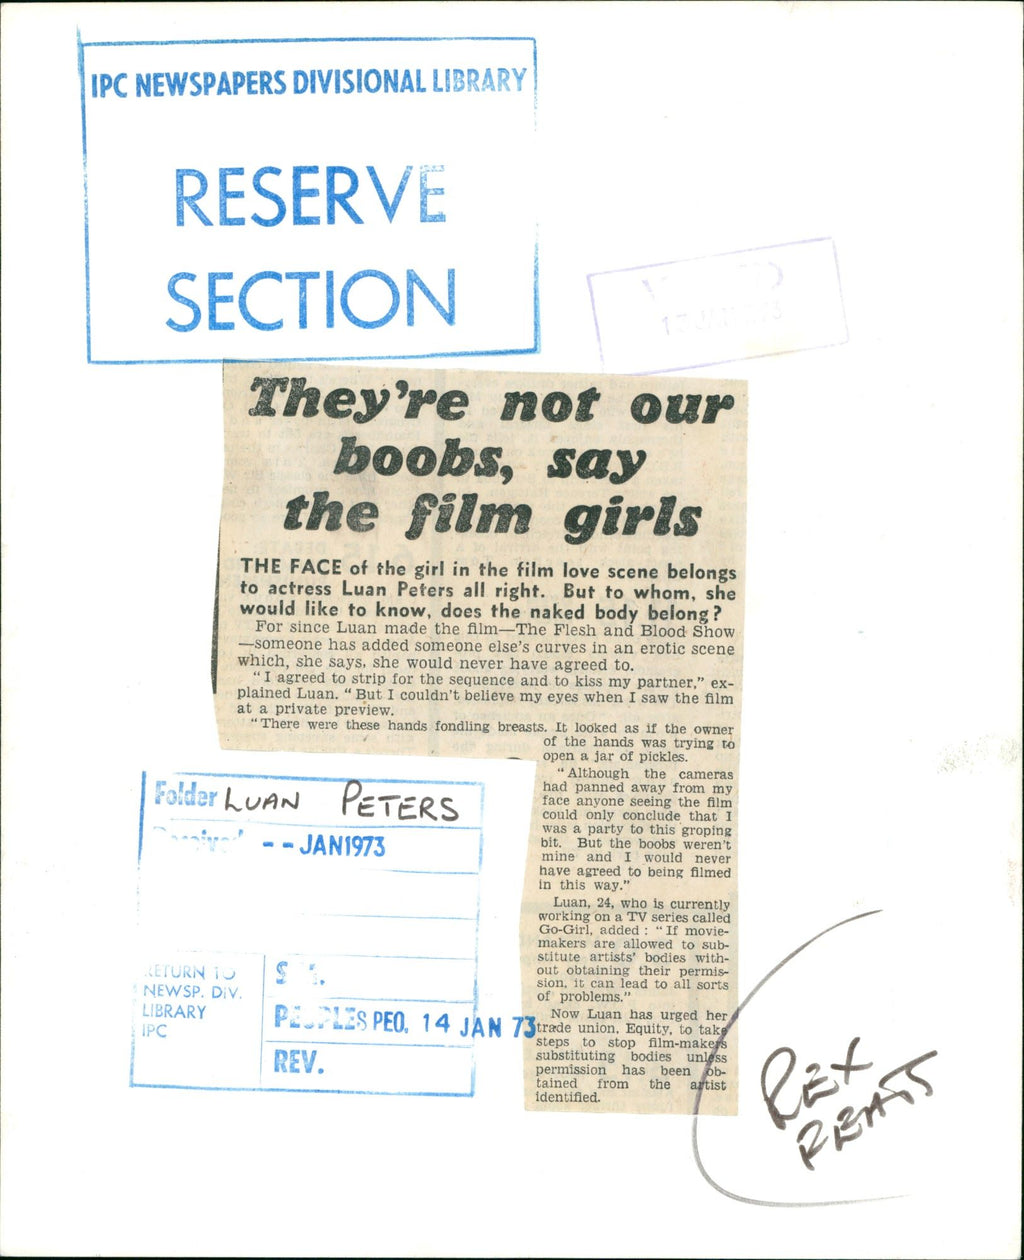 IPC NEWSPAPERS DIVISIONAL LIBRARY
RESERVE
SECTION
They're not our
boobs, say
the film girls
THE FACE of the girl in the film love scene belongs
to actress Luan Peters all right. But to whom, she
would like to know, does the naked body belong?
For since Luan made the film—The Flesh and Blood Show
—someone has added someone else's curves in an erotic scene
which, she says, she would never have agreed to.
"I agreed to strip for the sequence and to kiss my partner," ex-
plained Luan. "But I couldn't believe my eyes when I saw the film
at a private preview.
"There were these hands fondling breasts. It looked as if the owner
of the hands was trying to
open a jar of pickles.
"Although the cameras
had panned away from my
face anyone seeing the film
could only conclude that I
was a party to this groping
bit. But the boobs weren't
mine and I would never
have agreed to being filmed
in this way."
Luan, 24, who is currently
working on a TV series called
Go-Girl, added : "If movie-
makers are allowed to sub-
stitute artists' bodies with-
out obtaining their permis-
sion, it can lead to all sorts
of problems."
Now Luan has urged her
trade union, Equity, to take
steps to stop film-makers
substituting bodies unless
permission has been ob-
tained from the artist
identified.
Folder LUAN PETERS
Received -- JAN1973
RETURN TO
NEWSP. DIV.
LIBRARY
IPC
PEOPLES PEO. 14 JAN 73
REV.
REX